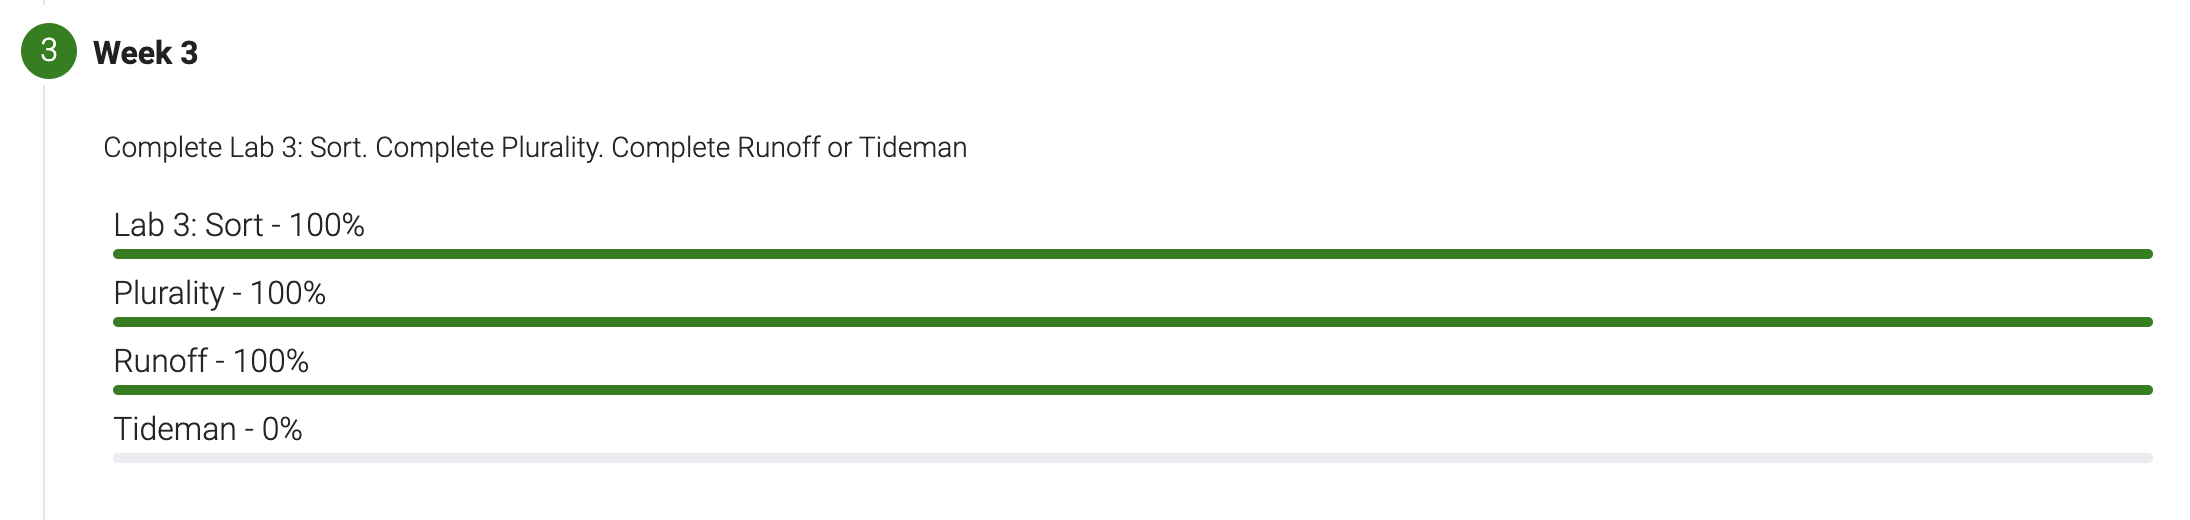 3 Week 3
Complete Lab 3: Sort. Complete Plurality. Complete Runoff or Tideman
Lab 3: Sort - 100%
Plurality - 100%
Runoff - 100%
Tideman - 0%